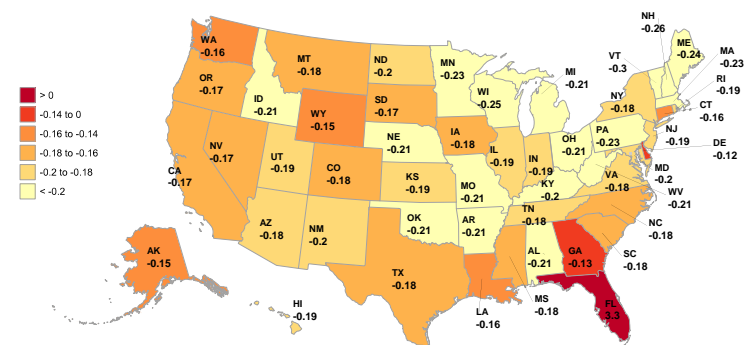 NH
-0.26
WA
-0.16
MT
-0.18
ND
-0.2
MN
-0.23
VT
-0.3
ME
-0.24
MA
-0.23
OR
-0.17
ID
-0.21
WY
-0.15
SD
-0.17
WI
-0.25
MI
-0.21
NY
-0.18
RI
-0.19
CT
-0.16
> 0
-0.14 to 0
-0.16 to -0.14
-0.18 to -0.16
-0.2 to -0.18
< -0.2
NV
-0.17
UT
-0.19
CO
-0.18
NE
-0.21
IA
-0.18
IL
-0.19
IN
-0.19
OH
-0.21
PA
-0.23
NJ
-0.19
DE
-0.12
CA
-0.17
KS
-0.19
MO
-0.21
KY
-0.2
VA
-0.18
MD
-0.2
WV
-0.21
AZ
-0.18
NM
-0.2
OK
-0.21
AR
-0.21
TN
-0.18
NC
-0.18
AK
-0.15
TX
-0.18
AL
-0.21
GA
-0.13
SC
-0.18
HI
-0.19
LA
-0.16
MS
-0.18
FL
3.3